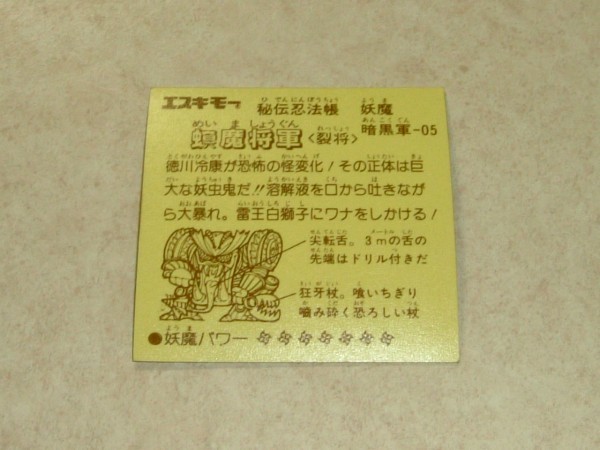 エスキモー 秘伝忍法帳 妖魔
螟魔将軍〈裂将〉 暗黒軍-05
徳川冷康が恐怖の怪変化!その正体は巨
大な妖虫鬼だ!!溶解液を口から吐きなが
ら大暴れ。雷王白獅子にワナをしかける!
尖転舌。3mの舌の
先端はドリル付きだ
狂牙杖。喰いちぎり
嚙み砕く恐ろしい杖
●妖魔パワー